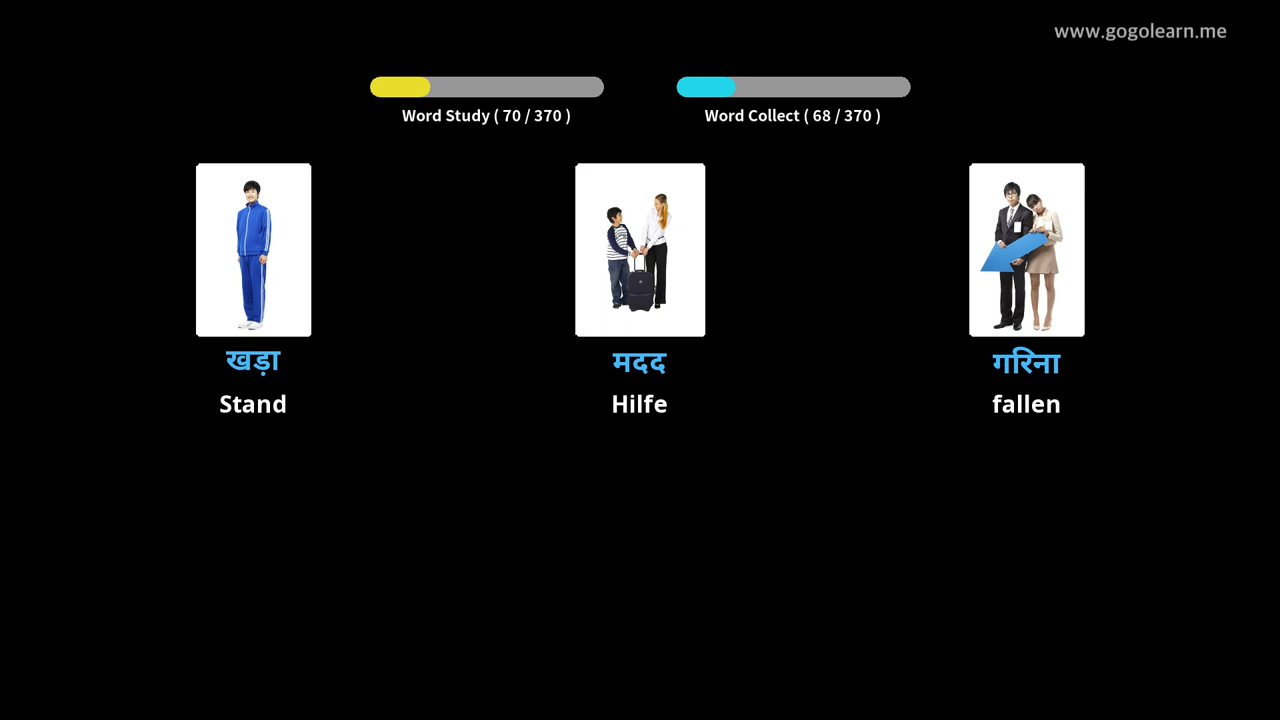 www.gogolearn.me
Word Study ( 70 / 370 )
Word Collect ( 68 / 370 )
खड़ा
मदद
गरिना
Stand
Hilfe
fallen